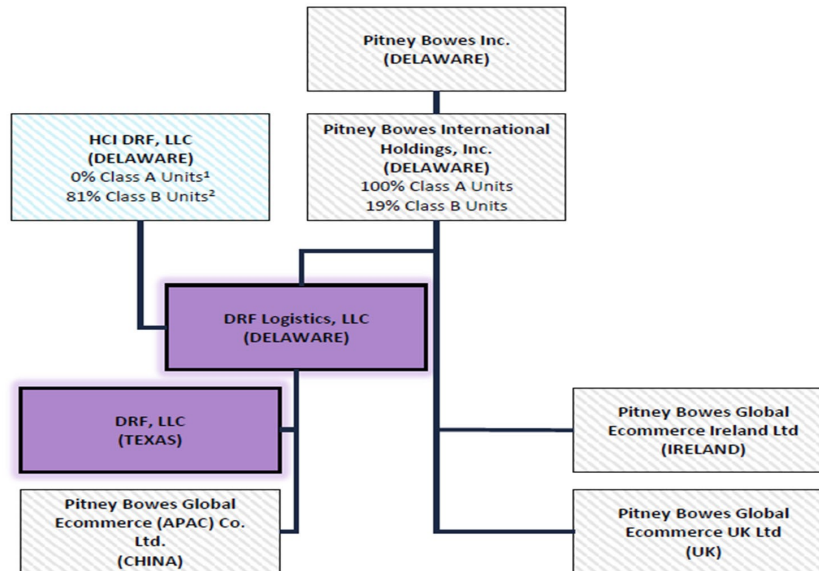 Pitney Bowes Inc.
(DELAWARE)
HCI DRF, LLC
(DELAWARE)
0% Class A Units¹
81% Class B Units²
Pitney Bowes International
Holdings, Inc.
(DELAWARE)
100% Class A Units
19% Class B Units
DRF Logistics, LLC
(DELAWARE)
DRF, LLC
(TEXAS)
Pitney Bowes Global
Ecommerce Ireland Ltd
(IRELAND)
Pitney Bowes Global
Ecommerce (APAC) Co.
Ltd.
(CHINA)
Pitney Bowes Global
Ecommerce UK Ltd
(UK)